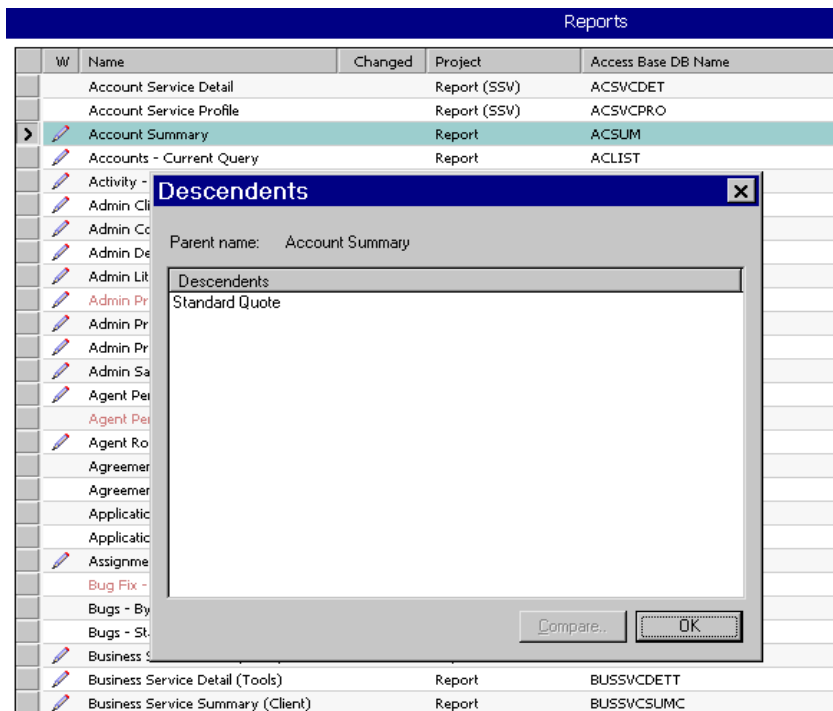 Reports
W Name Changed Project Access Base DB Name
Account Service Detail Report (SSV) ACSVCDET
Account Service Profile Report (SSV) ACSVCPRO
Account Summary Report ACSUM
Accounts - Current Query Report ACLIST
Activity -
Admin Cli
Admin Co
Admin De
Admin Lit
Admin Pr
Admin Pr
Admin Pr
Admin Sa
Agent Per
Agent Per
Agent Ro
Agreemen
Agreemen
Applicatio
Applicatio
Assignme
Bug Fix -
Bugs - By
Bugs - St
Business S
Descendents
Parent name: Account Summary
Descendents
Standard Quote
Compare..
OK
Business Service Detail (Tools) Report BUSSVCDETT
Business Service Summary (Client) Report BUSSVCSUMC